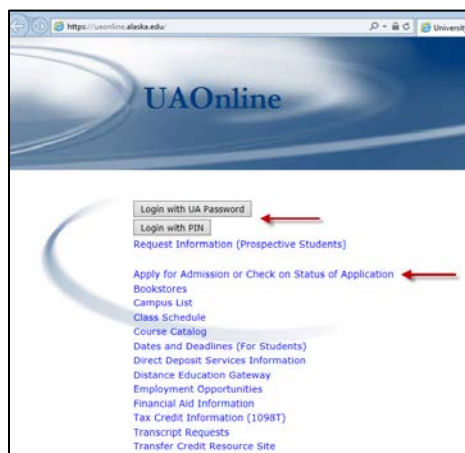 https://uaonline.alaska.edu/
University
UAOnline
Login with UA Password
Login with PIN
Request Information (Prospective Students)
Apply for Admission or Check on Status of Application
Bookstores
Campus List
Class Schedule
Course Catalog
Dates and Deadlines (For Students)
Direct Deposit Services Information
Distance Education Gateway
Employment Opportunities
Financial Aid Information
Tax Credit Information (1098T)
Transcript Requests
Transfer Credit Resource Site